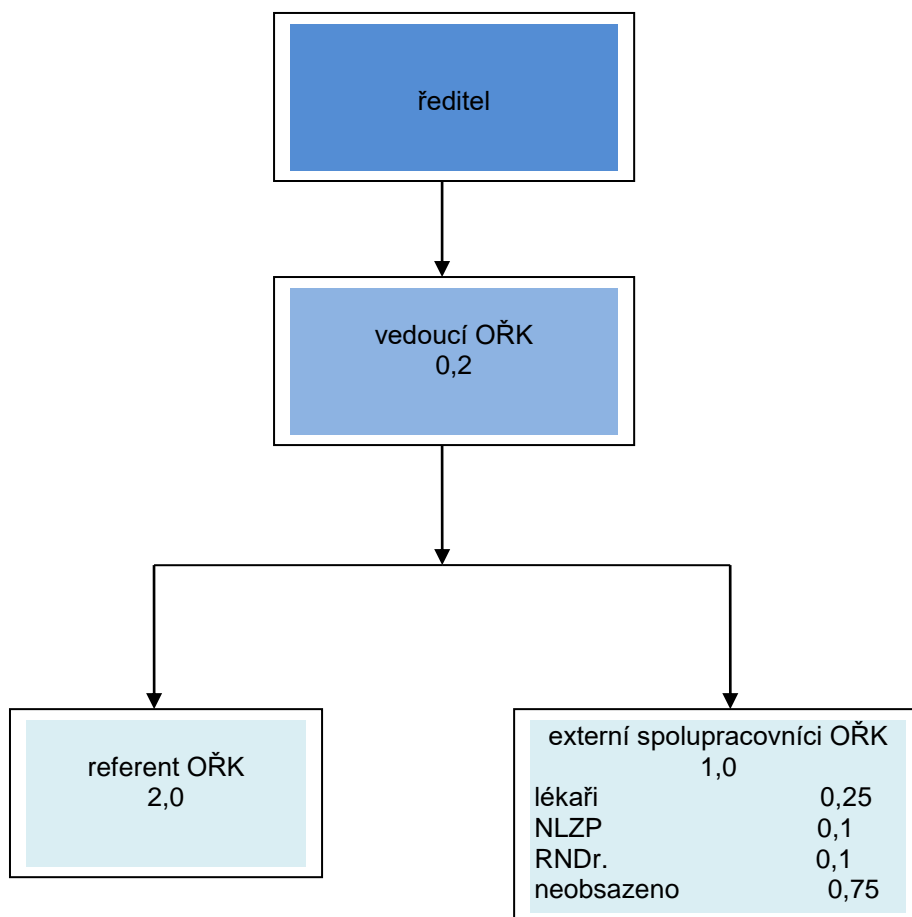 ředitel
vedoucí OŘK
0,2
referent OŘK
2,0
externí spolupracovníci OŘK
1,0
lékaři 0,25
NLZP 0,1
RNDr. 0,1
neobsazeno 0,75